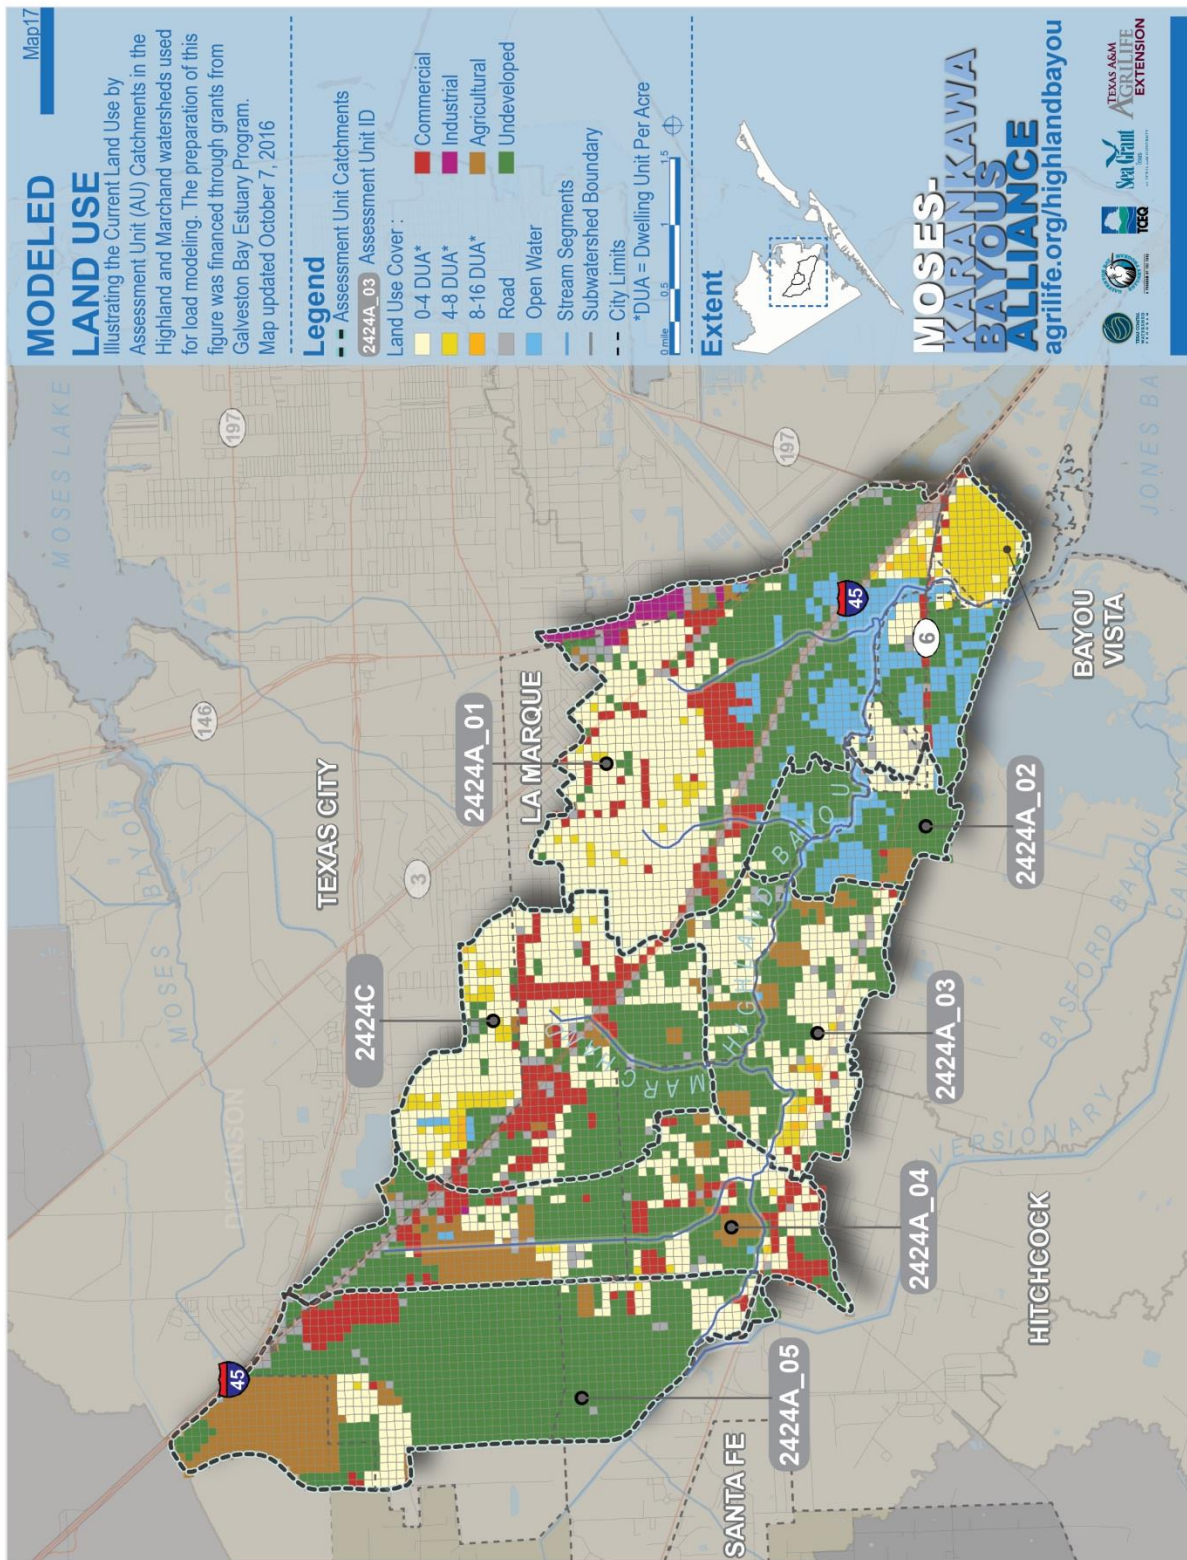 Map17
MODELED
LAND USE
Illustrating the Current Land Use by
Assessment Unit (AU) Catchments in the
Highland and Marchand watersheds used
for load modeling. The preparation of this
figure was financed through grants from
Galveston Bay Estuary Program.
Map updated October 7, 2016
Legend
Assessment Unit Catchments
2424A_03 Assessment Unit ID
Land Use Cover :
0-4 DUA*
4-8 DUA*
8-16 DUA*
Road
Open Water
Commercial
Industrial
Agricultural
Undeveloped
Stream Segments
Subwatershed Boundary
City Limits
*DUA = Dwelling Unit Per Acre
0 mile 0.5 1 1.5
Extent
MOSES-
KARANKAWA
BAYOUS
ALLIANCE
agrilife.org/highlandbayou
TCEQ
Sea Grant
Texas
TEXAS A&M
AGRILIFE
EXTENSION
MOSES LAKE
197
146
MOSES BAYOU
TEXAS CITY
3
DICKINSON
2424C
2424A_01
LA MARQUE
197
45
45
MARCHAND
HIGHLAND BAYOU
6
JONES BA
BAYOU
VISTA
2424A_02
2424A_03
2424A_04
2424A_05
BASFORD BAYOU
VERSIONARY CANA
HITCHCOCK
SANTA FE